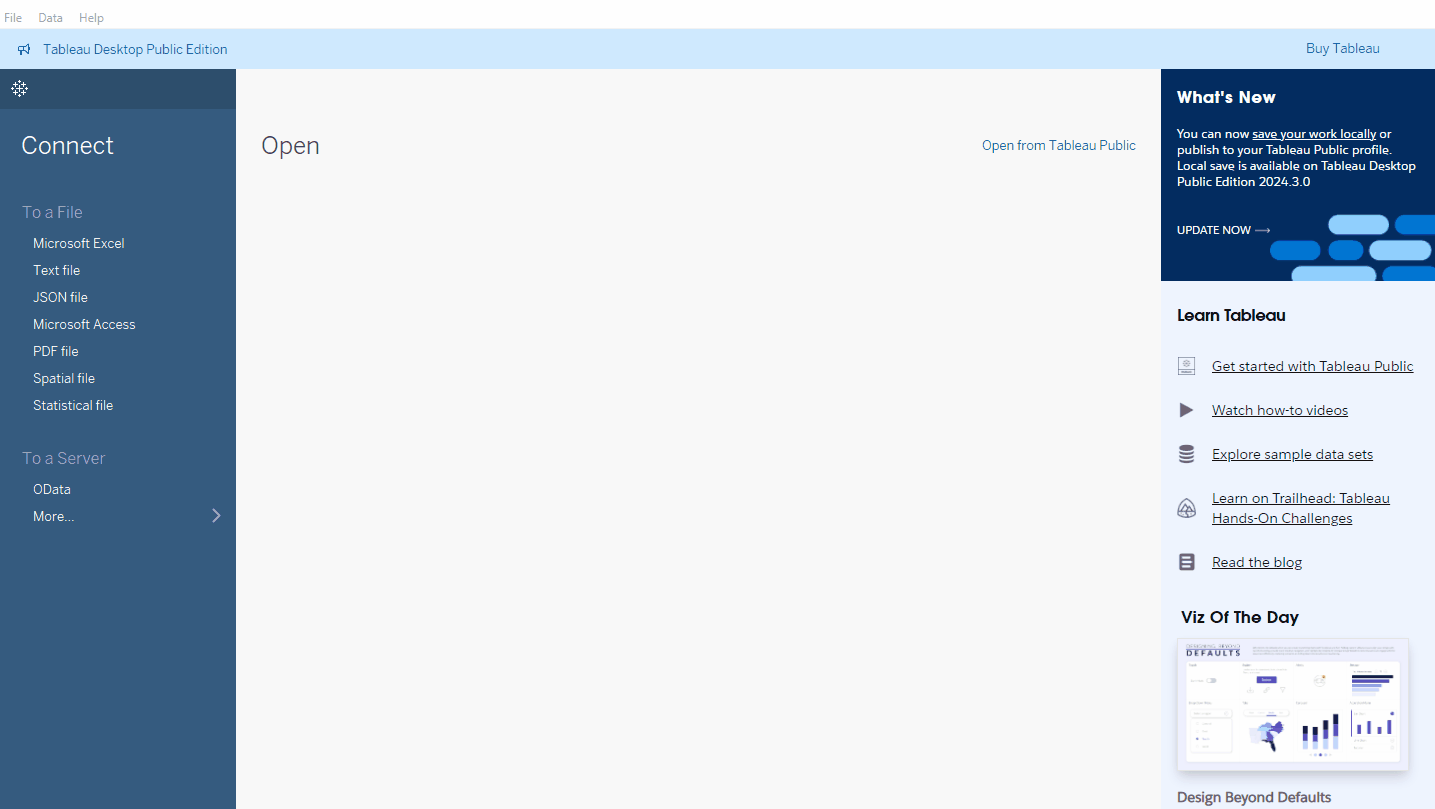 File Data Help
Tableau Desktop Public Edition
Buy Tableau
Connect
To a File
Microsoft Excel
Text file
JSON file
Microsoft Access
PDF file
Spatial file
Statistical file
To a Server
OData
More...
Open
Open from Tableau Public
What's New
You can now save your work locally or
publish to your Tableau Public profile.
Local save is available on Tableau Desktop
Public Edition 2024.3.0
UPDATE NOW
Learn Tableau
Get started with Tableau Public
Watch how-to videos
Explore sample data sets
Learn on Trailhead: Tableau
Hands-On Challenges
Read the blog
Viz Of The Day
DESIGNING BEYOND
DEFAULTS
Design Beyond Defaults